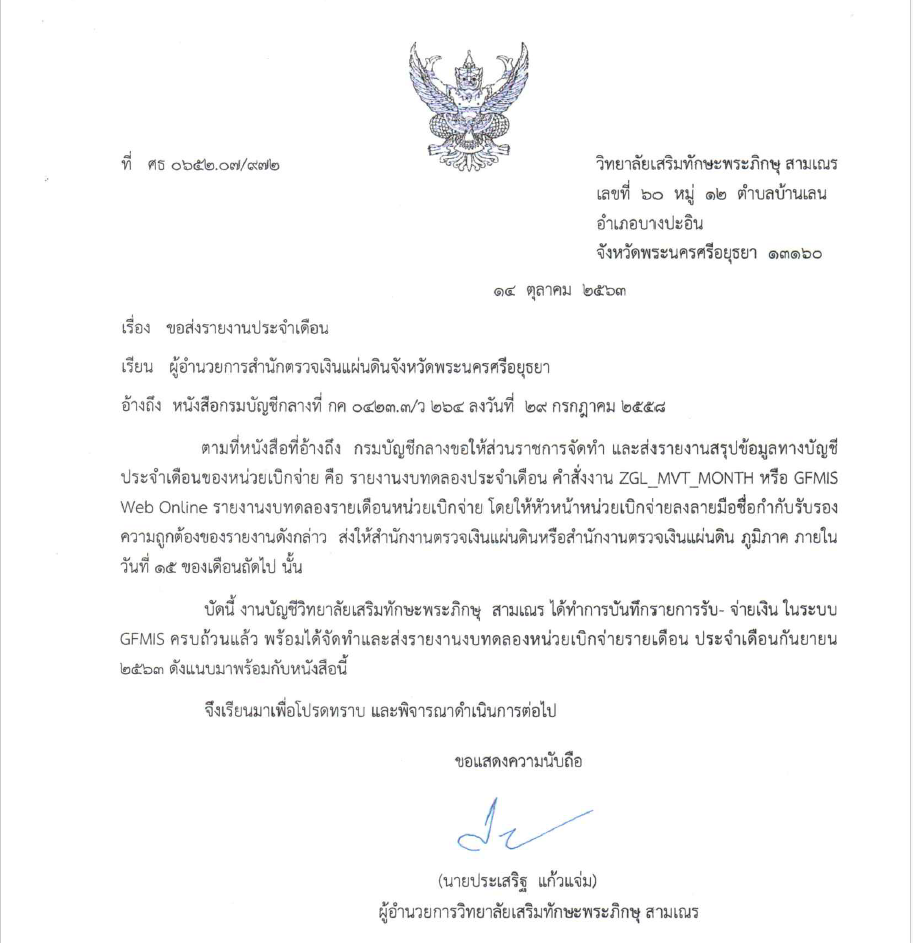 ที่ ศธ ๐๖๕๒.๐๗/๙๗๒
วิทยาลัยเสริมทักษะพระภิกษุ สามเณร
เลขที่ ๖๐ หมู่ ๑๒ ตำบลบ้านเลน
อำเภอบางปะอิน
จังหวัดพระนครศรีอยุธยา ๑๓๑๖๐
๑๔ ตุลาคม ๒๕๖๓
เรื่อง ขอส่งรายงานประจำเดือน
เรียน ผู้อำนวยการสำนักตรวจเงินแผ่นดินจังหวัดพระนครศรีอยุธยา
อ้างถึง หนังสือกรมบัญชีกลางที่ กค ๐๔๒๓.๓/ว ๒๖๔ ลงวันที่ ๒๙ กรกฎาคม ๒๕๕๘
ตามที่หนังสือที่อ้างถึง กรมบัญชีกลางขอให้ส่วนราชการจัดทำ และส่งรายงานสรุปข้อมูลทางบัญชี
ประจำเดือนของหน่วยเบิกจ่าย คือ รายงานงบทดลองประจำเดือน คำสั่งงาน ZGL_MVT_MONTH หรือ GFMIS
Web Online รายงานงบทดลองรายเดือนหน่วยเบิกจ่าย โดยให้หัวหน้าหน่วยเบิกจ่ายลงลายมือชื่อกำกับรับรอง
ความถูกต้องของรายงานดังกล่าว ส่งให้สำนักงานตรวจเงินแผ่นดินหรือสำนักงานตรวจเงินแผ่นดิน ภูมิภาค ภายใน
วันที่ ๑๕ ของเดือนถัดไป นั้น
บัดนี้ งานบัญชีวิทยาลัยเสริมทักษะพระภิกษุ สามเณร ได้ทำการบันทึกรายการรับ- จ่ายเงิน ในระบบ
GFMIS ครบถ้วนแล้ว พร้อมได้จัดทำและส่งรายงานงบทดลองหน่วยเบิกจ่ายรายเดือน ประจำเดือนกันยายน
๒๕๖๓ ดังแนบมาพร้อมกับหนังสือนี้
จึงเรียนมาเพื่อโปรดทราบ และพิจารณาดำเนินการต่อไป
ขอแสดงความนับถือ
(นายประเสริฐ แก้วแจ่ม)
ผู้อำนวยการวิทยาลัยเสริมทักษะพระภิกษุ สามเณร